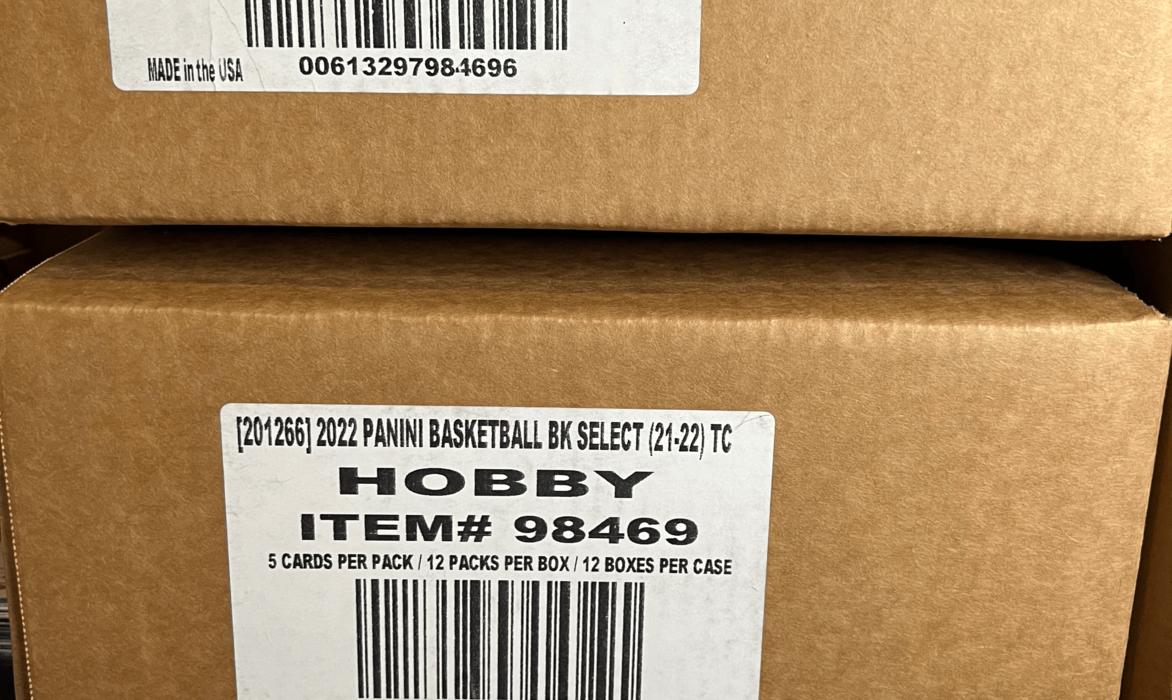 MADE in the USA 00613297984696
[201266] 2022 PANINI BASKETBALL BK SELECT (21-22) TC
HOBBY
ITEM# 98469
5 CARDS PER PACK / 12 PACKS PER BOX / 12 BOXES PER CASE